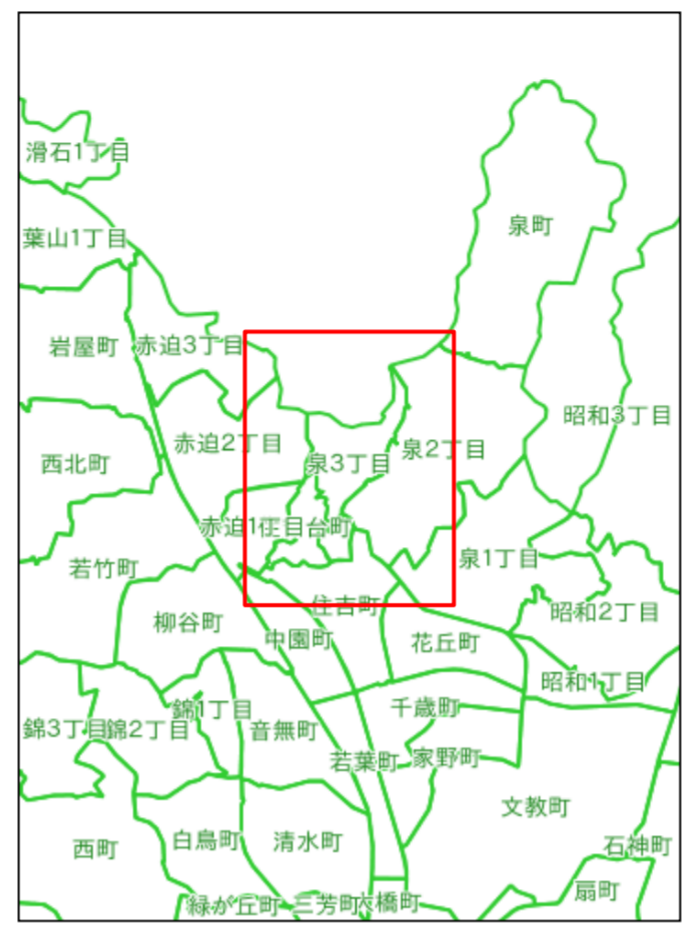 滑石1丁目
泉町
葉山1丁目
岩屋町
赤迫3丁目
昭和3丁目
赤迫2丁目
泉2丁目
西北町
泉3丁目
赤迫1
目台町
泉1丁目
若竹町
住吉町
昭和2丁目
柳谷町
中園町
花丘町
昭和1丁目
錦1丁目
千歳町
錦3丁目
錦2丁目
音無町
若葉町
家野町
文教町
白鳥町
清水町
石神町
西町
扇町
緑が丘町
三芳町
橋町